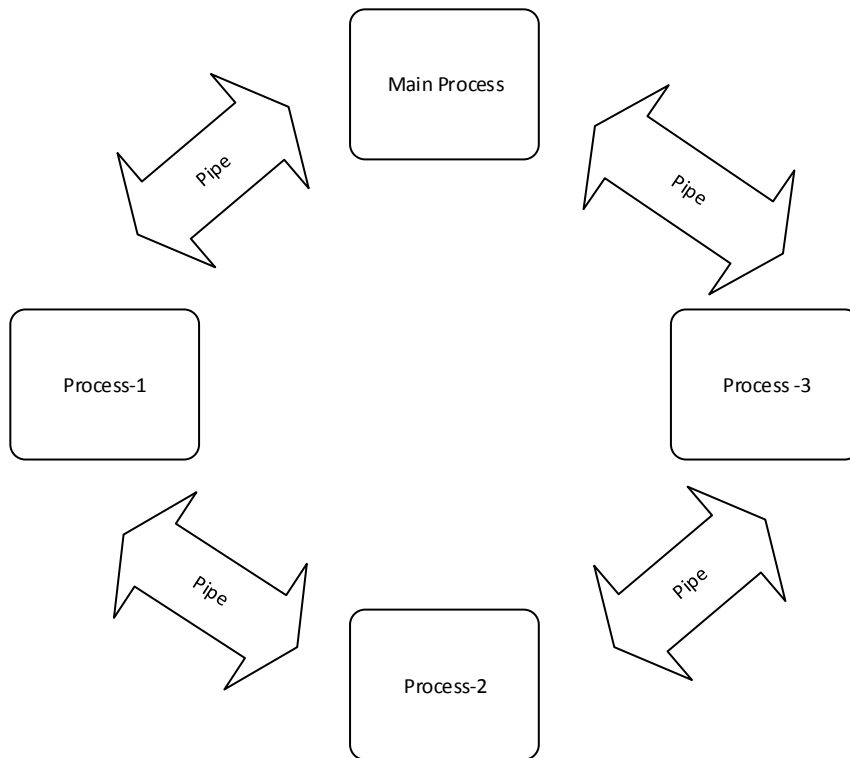 Main Process
Pipe
Pipe
Process-1
Process -3
Pipe
Pipe
Process-2